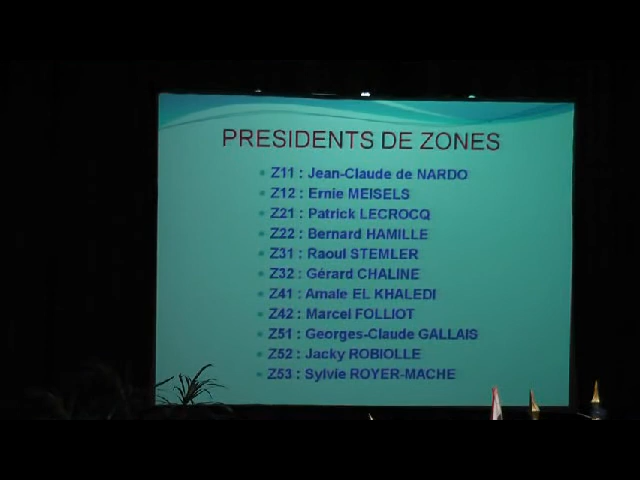 PRESIDENTS DE ZONES
Z11 : Jean-Claude de NARDO
Z12 : Ernie MEISELS
Z21 : Patrick LECROCQ
Z22 : Bernard HAMILLE
Z31 : Raoul STEMLER
Z32 : Gérard CHALINE
Z41 : Amale EL KHALEDI
Z42 : Marcel FOLLIOT
Z51 : Georges-Claude GALLAIS
Z52 : Jacky ROBIOLLE
Z53 : Sylvie ROYER-MACHE